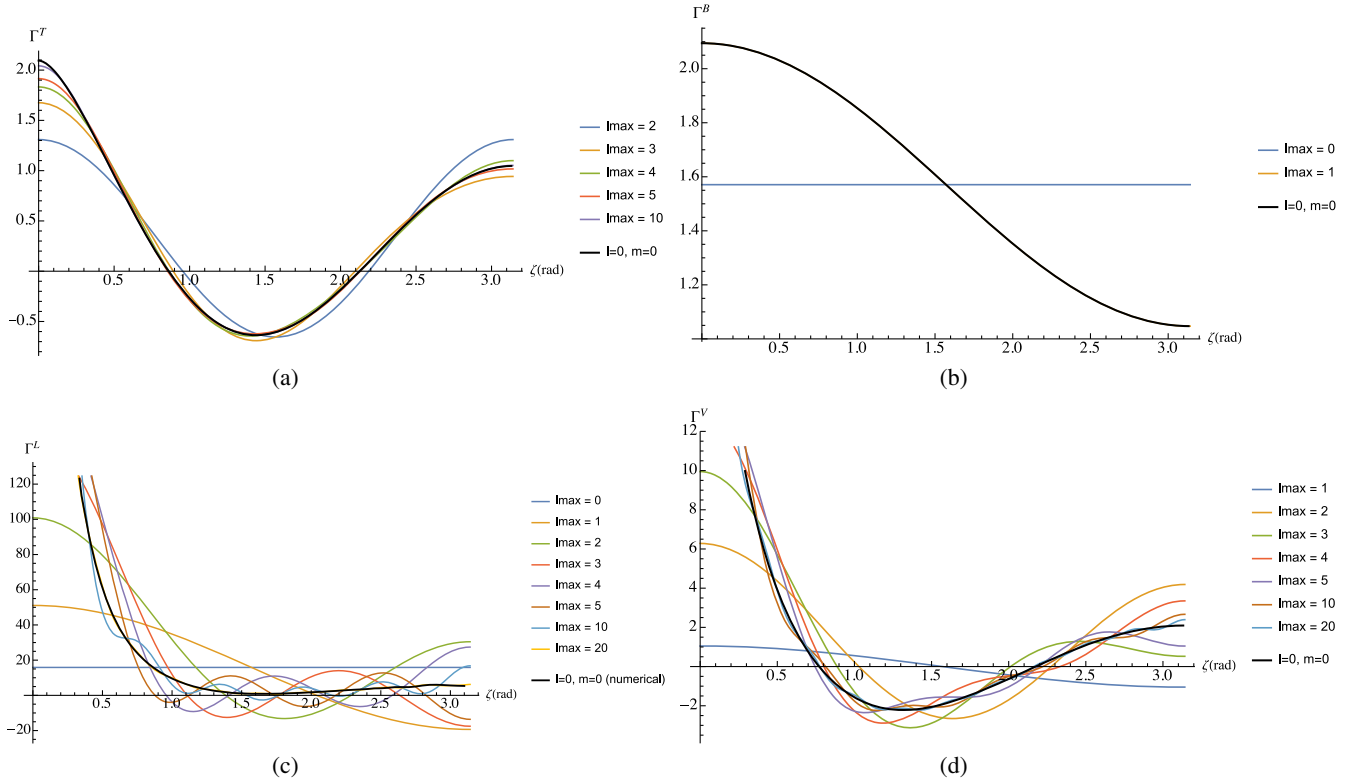 Γ^T
2.0
1.5
1.0
0.5
−0.5
0.5 1.0 1.5 2.0 2.5 3.0
ζ(rad)
lmax = 2
lmax = 3
lmax = 4
lmax = 5
lmax = 10
l=0, m=0
(a)
Γ^B
2.0
1.8
1.6
1.4
1.2
0.5 1.0 1.5 2.0 2.5 3.0
ζ(rad)
lmax = 0
lmax = 1
l=0, m=0
(b)
Γ^L
120
100
80
60
40
20
−20
0.5 1.0 1.5 2.0 2.5 3.0
ζ(rad)
lmax = 0
lmax = 1
lmax = 2
lmax = 3
lmax = 4
lmax = 5
lmax = 10
lmax = 20
l=0, m=0 (numerical)
(c)
Γ^V
12
10
8
6
4
2
−2
0.5 1.0 1.5 2.0 2.5 3.0
ζ(rad)
lmax = 1
lmax = 2
lmax = 3
lmax = 4
lmax = 5
lmax = 10
lmax = 20
l=0, m=0
(d)